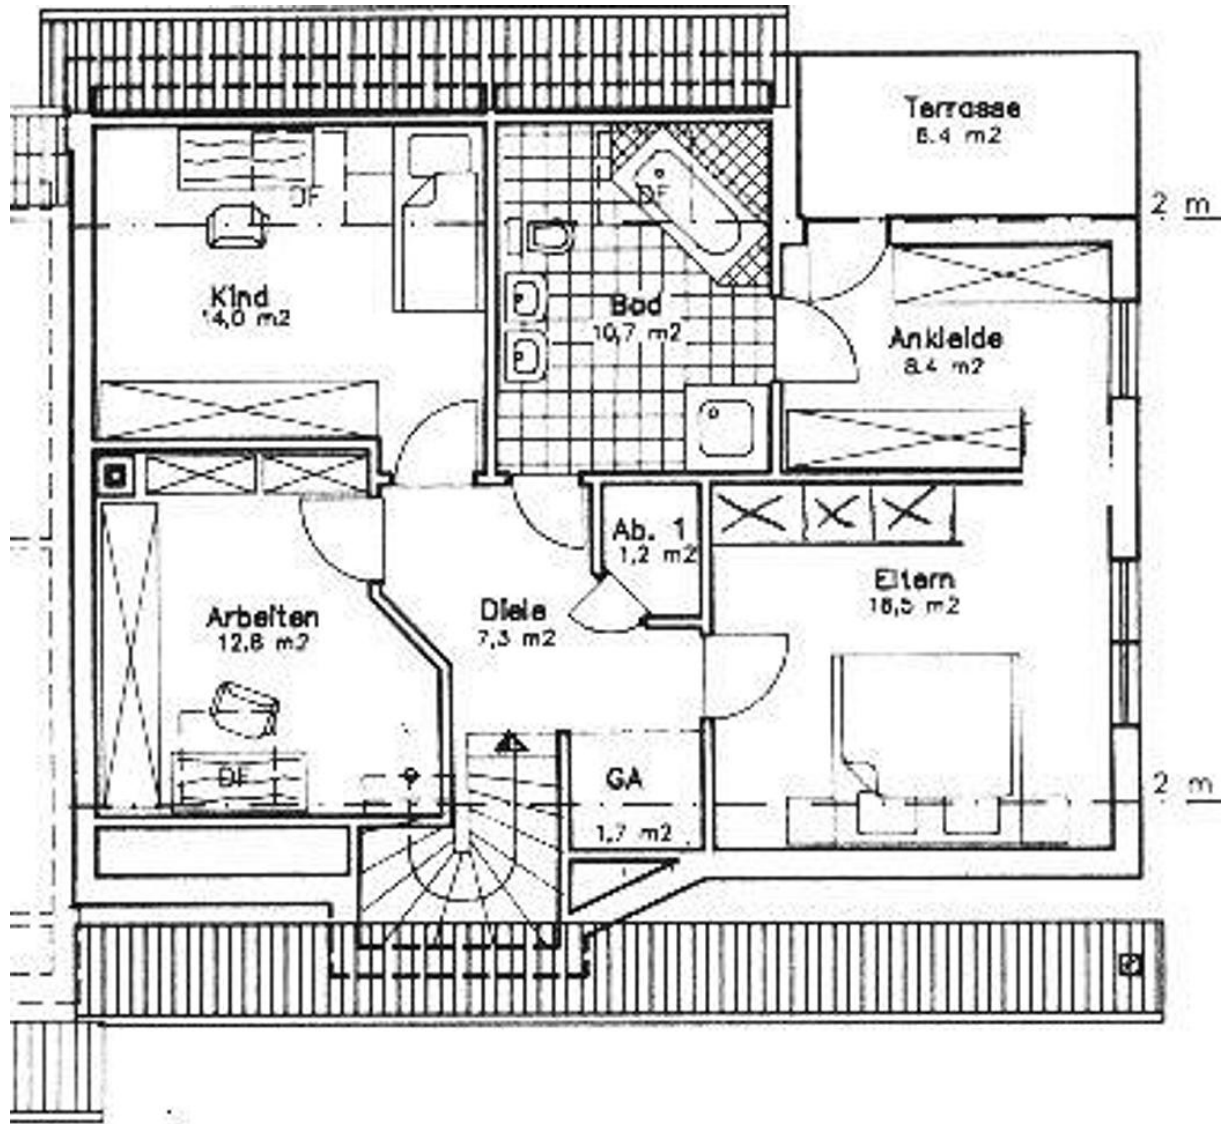 Terrasse
8.4 m2
2 m
DF
DF
Kind
14,0 m2
Bad
10,7 m2
Ankleide
8.4 m2
Ab. 1
1,2 m2
Eltern
16,5 m2
Arbeiten
12,8 m2
Diele
7,3 m2
DF
GA
1,7 m2
2 m